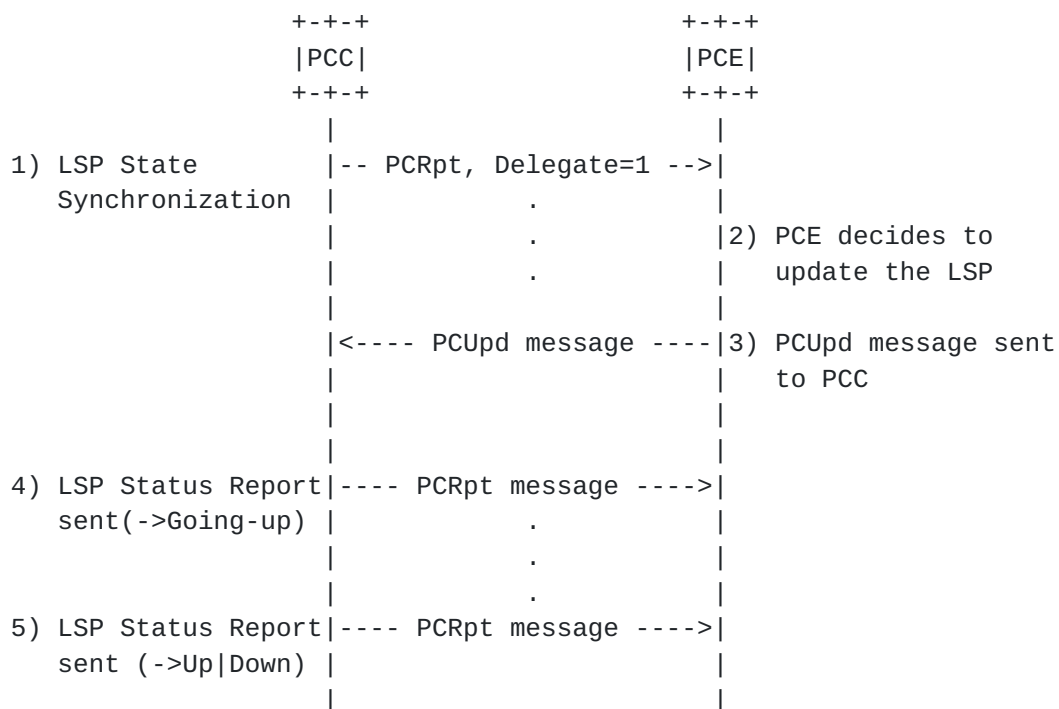 +-+-+                    +-+-+
                  |PCC|                    |PCE|
                  +-+-+                    +-+-+
                    |                        |
1) LSP State        |-- PCRpt, Delegate=1 -->|
   Synchronization  |            .           |
                    |            .           |2) PCE decides to
                    |            .           |   update the LSP
                    |                        |
                    |<---- PCUpd message ----|3) PCUpd message sent
                    |                        |   to PCC
                    |                        |
                    |                        |
4) LSP Status Report|---- PCRpt message ---->|
   sent(->Going-up) |            .           |
                    |            .           |
                    |            .           |
5) LSP Status Report|---- PCRpt message ---->|
   sent (->Up|Down) |                        |
                    |                        |